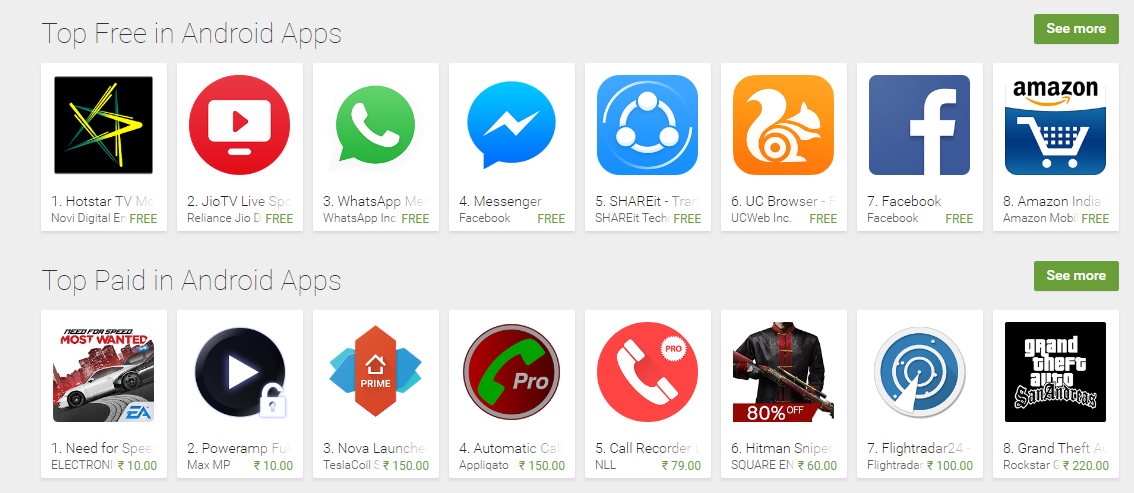 Top Free in Android Apps
See more
amazon
1. Hotstar TV Mo
Novi Digital En FREE
2. JioTV Live Spo
Reliance Jio D FREE
3. WhatsApp Mes
WhatsApp Inc. FREE
4. Messenger
Facebook FREE
5. SHAREit - Tran
SHAREit Tech FREE
6. UC Browser - F
UCWeb Inc. FREE
7. Facebook
Facebook FREE
8. Amazon India
Amazon Mobil FREE
Top Paid in Android Apps
See more
NEED FOR SPEED
MOST WANTED
EA
PRIME
Pro
PRO
80% OFF
grand
theft
auto
San Andreas
1. Need for Spee
ELECTRONI ₹ 10.00
2. Poweramp Ful
Max MP ₹ 10.00
3. Nova Launche
TeslaCoil S ₹ 150.00
4. Automatic Cal
Appliqato ₹ 150.00
5. Call Recorder L
NLL ₹ 79.00
6. Hitman Sniper
SQUARE EN ₹ 60.00
7. Flightradar24 -
Flightradar ₹ 100.00
8. Grand Theft Au
Rockstar G ₹ 220.00